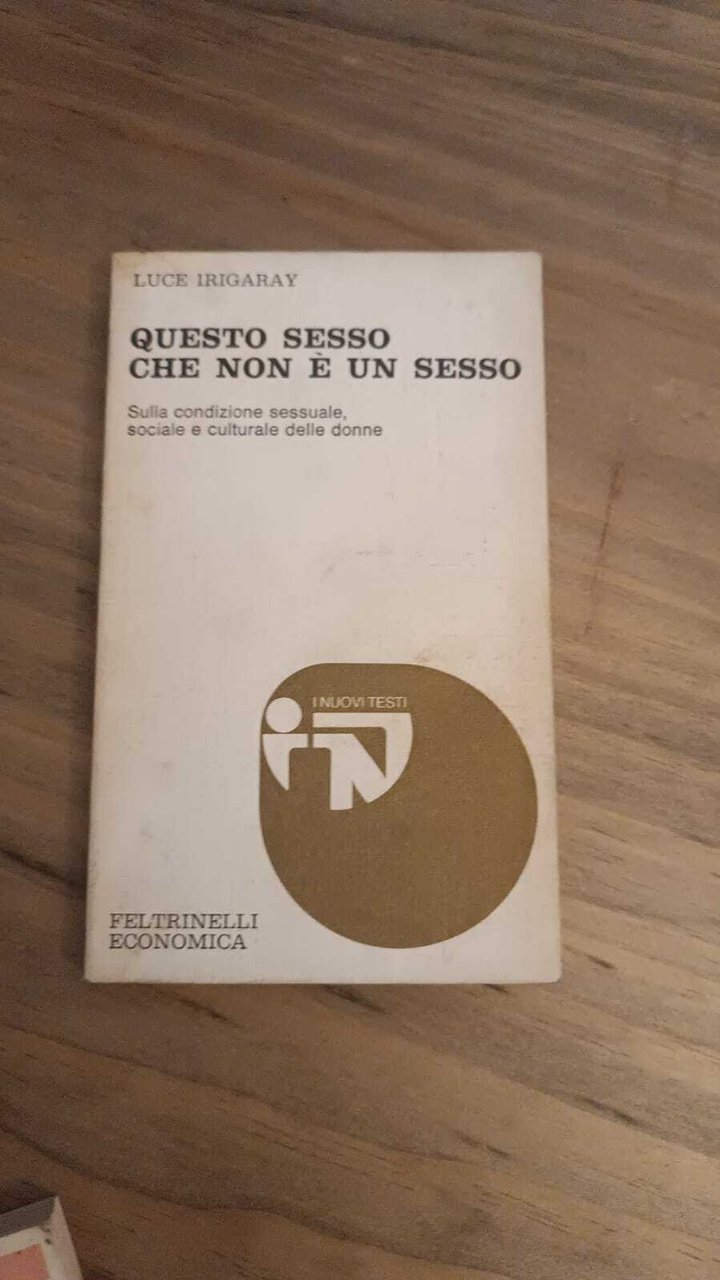 LUCE IRIGARAY
QUESTO SESSO
CHE NON È UN SESSO
Sulla condizione sessuale,
sociale e culturale delle donne
I NUOVI TESTI
FELTRINELLI
ECONOMICA